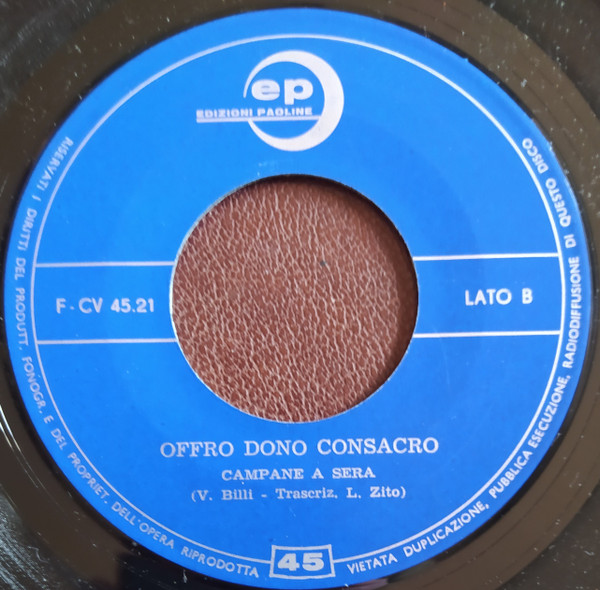 ep
EDIZIONI PAOLINE
F - CV 45.21
LATO B
OFFRO DONO CONSACRO
CAMPANE A SERA
(V. Billi - Trascriz. L. Zito)
45
RISERVATI I DIRITTI DEL PRODUTT. FONOGR. E DEL PROPRIET. DELL'OPERA RIPRODOTTA
VIETATA DUPLICAZIONE, PUBBLICA ESECUZIONE, RADIODIFFUSIONE DI QUESTO DISCO